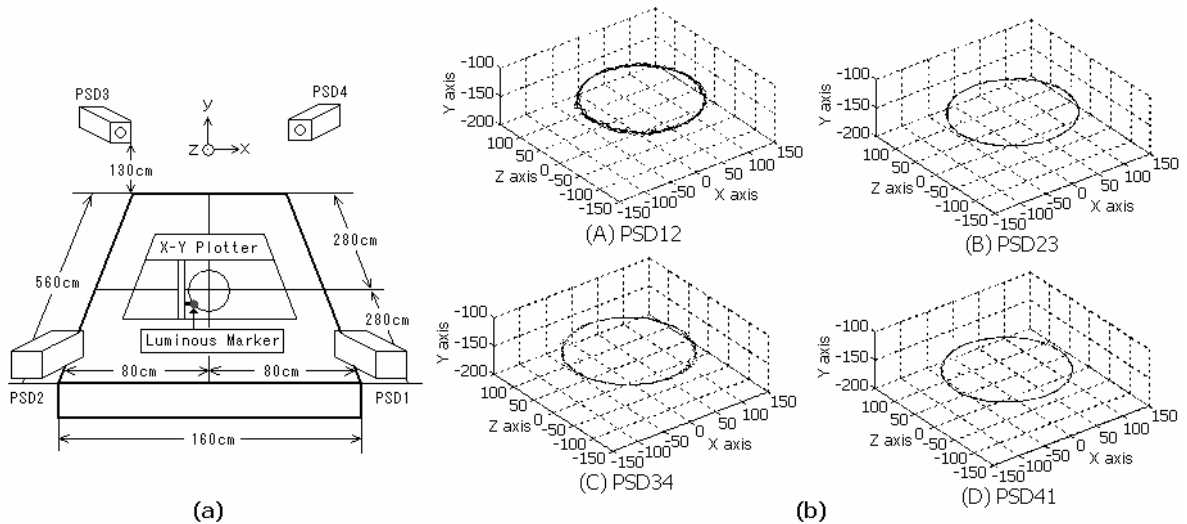 PSD3
PSD4
y
Z
X
130cm
X-Y Plotter
280cm
560cm
280cm
Luminous Marker
80cm
80cm
PSD2
PSD1
160cm
(a)
-100
-150
-200
Y axis
100
50
0
-50
-100
-150
Z axis
-150
-100
-50
0
50
100
150
X axis
(A) PSD12
-100
-150
-200
Y axis
100
50
0
-50
-100
-150
Z axis
-150
-100
-50
0
50
100
150
X axis
(B) PSD23
-100
-150
-200
Y axis
100
50
0
-50
-100
-150
Z axis
-150
-100
-50
0
50
100
150
X axis
(C) PSD34
-100
-150
-200
Y axis
100
50
0
-50
-100
-150
Z axis
-150
-100
-50
0
50
100
150
X axis
(D) PSD41
(b)